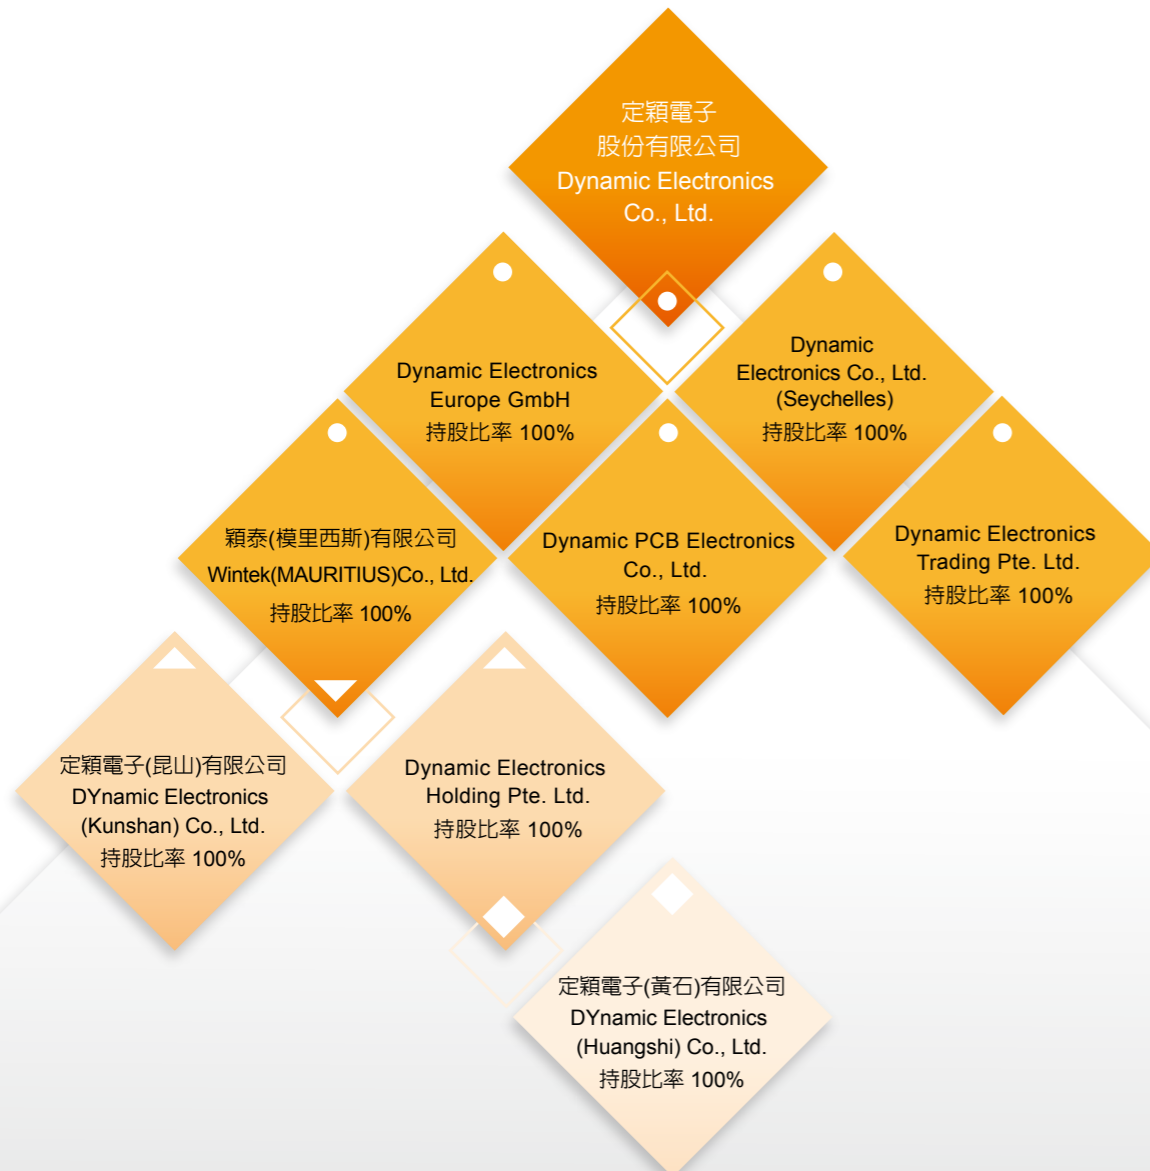 定穎電子
股份有限公司
Dynamic Electronics
Co., Ltd.
Dynamic Electronics
Europe GmbH
持股比率 100%
Dynamic
Electronics Co., Ltd.
(Seychelles)
持股比率 100%
穎泰(模里西斯)有限公司
Wintek(MAURITIUS)Co., Ltd.
持股比率 100%
Dynamic PCB Electronics
Co., Ltd.
持股比率 100%
Dynamic Electronics
Trading Pte. Ltd.
持股比率 100%
定穎電子(昆山)有限公司
DYnamic Electronics
(Kunshan) Co., Ltd.
持股比率 100%
Dynamic Electronics
Holding Pte. Ltd.
持股比率 100%
定穎電子(黃石)有限公司
DYnamic Electronics
(Huangshi) Co., Ltd.
持股比率 100%